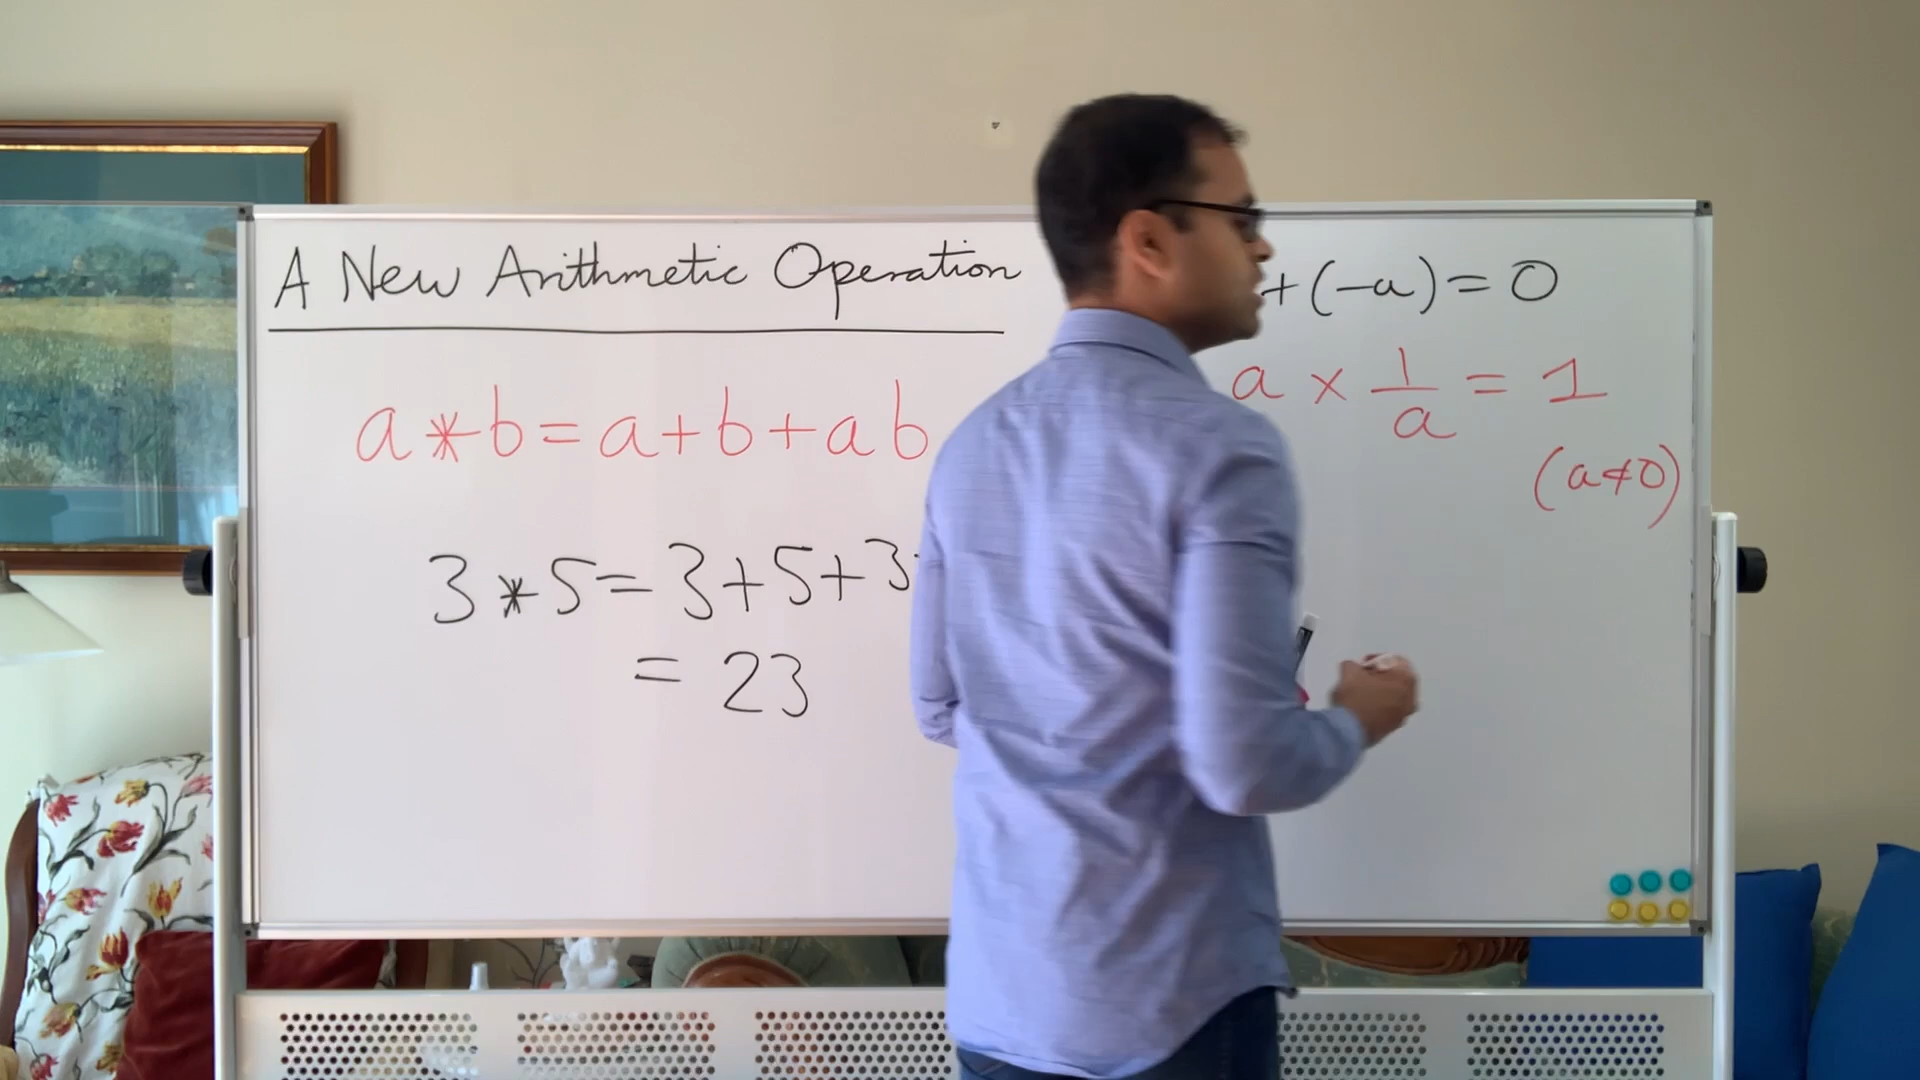 A New Arithmetic Operation
a * b = a + b + ab
3 * 5 = 3 + 5 + 3
= 23
+ (-a) = 0
a × 1/a = 1
(a ≠ 0)